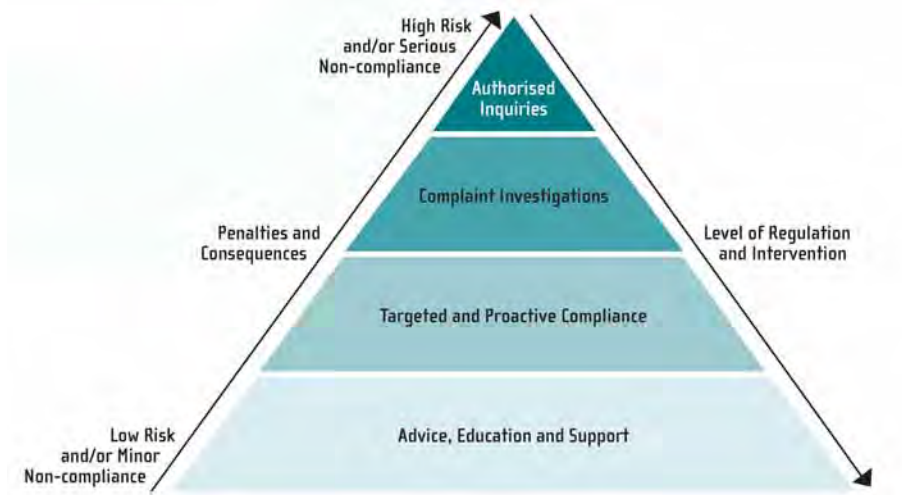 High Risk
and/or Serious
Non-compliance
Authorised
Inquiries
Complaint Investigations
Penalties and
Consequences
Level of Regulation
and Intervention
Targeted and Proactive Compliance
Low Risk
and/or Minor
Non-compliance
Advice, Education and Support